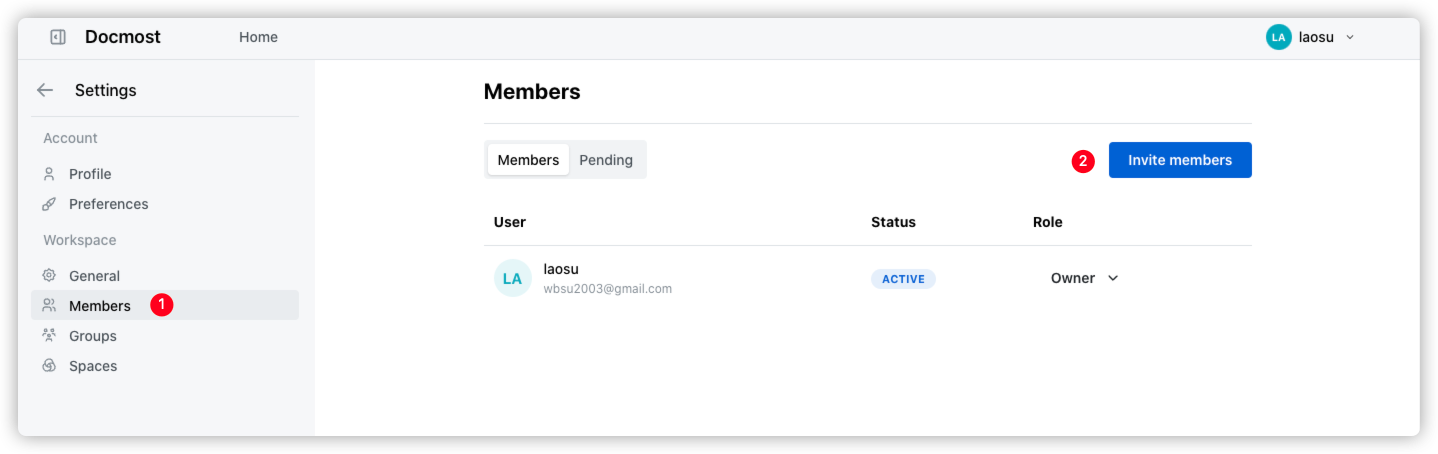 Docmost Home LA laosu
Settings
Account
Profile
Preferences
Workspace
General
Members 1
Groups
Spaces
Members
Members Pending 2 Invite members
User Status Role
LA laosu ACTIVE Owner
wbsu2003@gmail.com